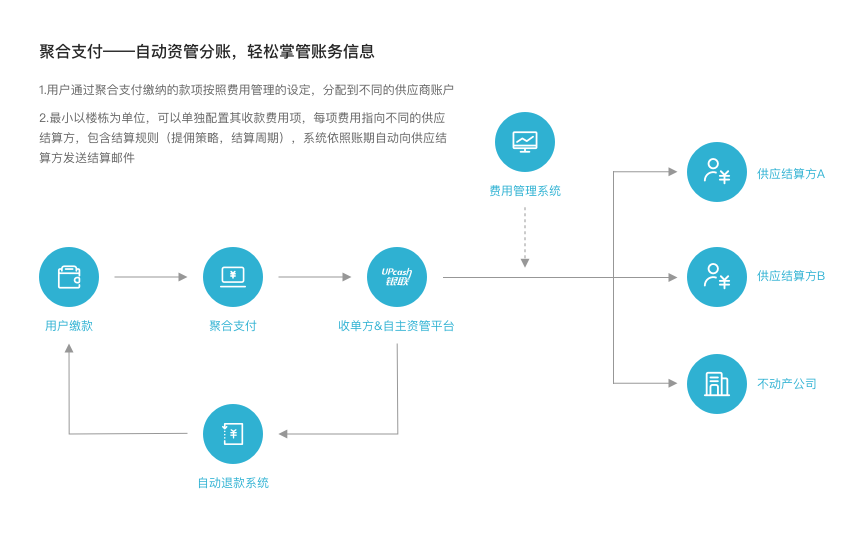 聚合支付——自动资管分账，轻松掌管账务信息
1.用户通过聚合支付缴纳的款项按照费用管理的设定，分配到不同的供应商账户
2.最小以楼栋为单位，可以单独配置其收款费用项，每项费用指向不同的供应
结算方，包含结算规则（提佣策略，结算周期），系统依照账期自动向供应结
算方发送结算邮件
费用管理系统
供应结算方A
UPcash
银联
用户缴款
聚合支付
收单方&自主资管平台
供应结算方B
不动产公司
自动退款系统